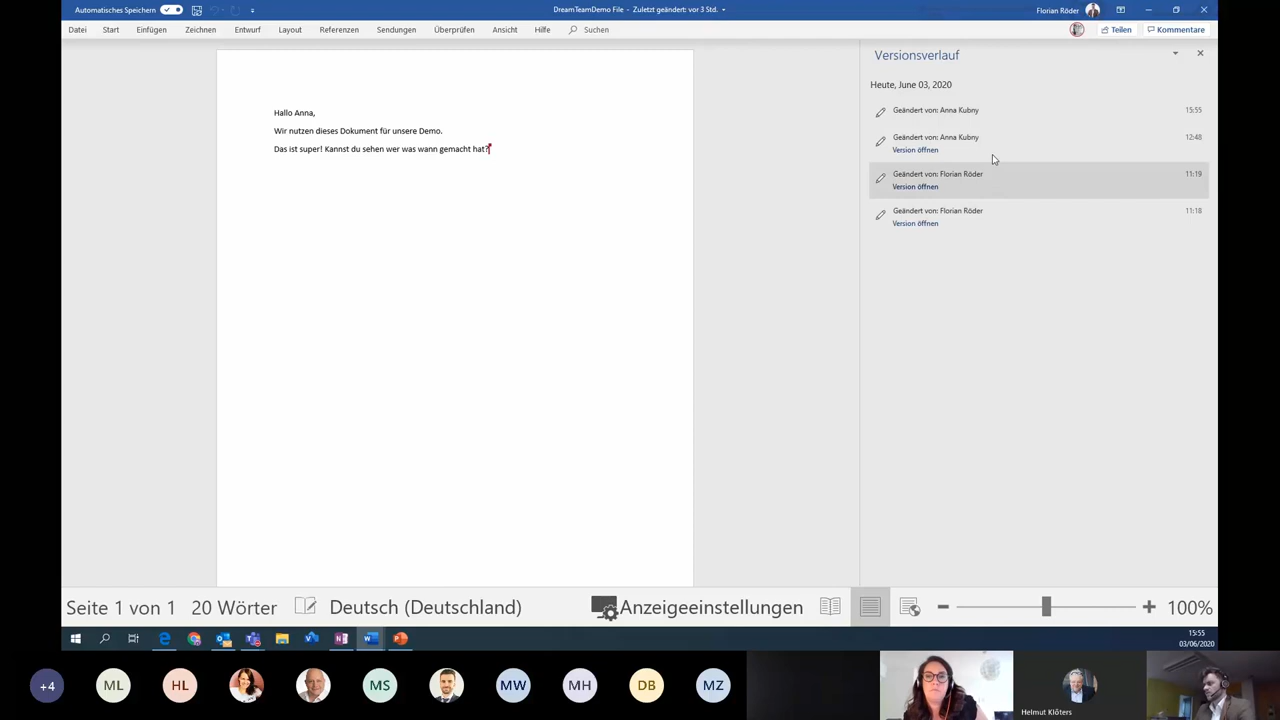 Automatisches Speichern
DreamTeamDemo File - Zuletzt geändert: vor 3 Std.
Florian Röder
Datei Start Einfügen Zeichnen Entwurf Layout Referenzen Sendungen Überprüfen Ansicht Hilfe Suchen
Teilen Kommentare
Hallo Anna,
Wir nutzen dieses Dokument für unsere Demo.
Das ist super! Kannst du sehen wer was wann gemacht hat?
Versionsverlauf
Heute, June 03, 2020
Geändert von: Anna Kubny 15:55
Geändert von: Anna Kubny 12:48
Version öffnen
Geändert von: Florian Röder 11:19
Version öffnen
Geändert von: Florian Röder 11:18
Version öffnen
Seite 1 von 1 20 Wörter Deutsch (Deutschland) Anzeigeeinstellungen 100%
15:55
03/06/2020
+4 ML HL MS MW MH DB MZ
Helmut Klöters